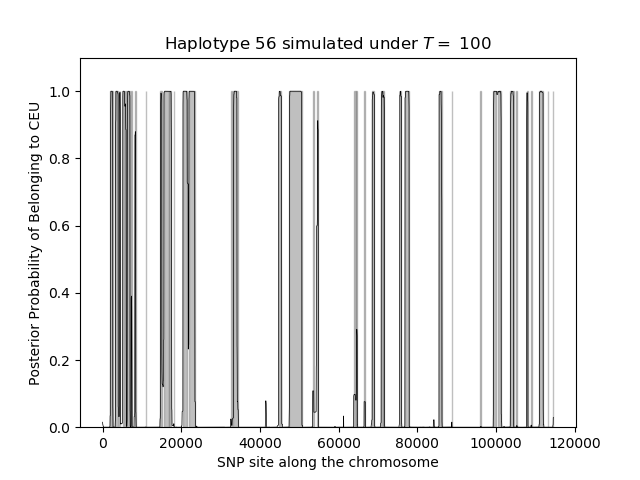 Haplotype 56 simulated under T = 100
Posterior Probability of Belonging to CEU
1.0
0.8
0.6
0.4
0.2
0.0
0 20000 40000 60000 80000 100000 120000
SNP site along the chromosome